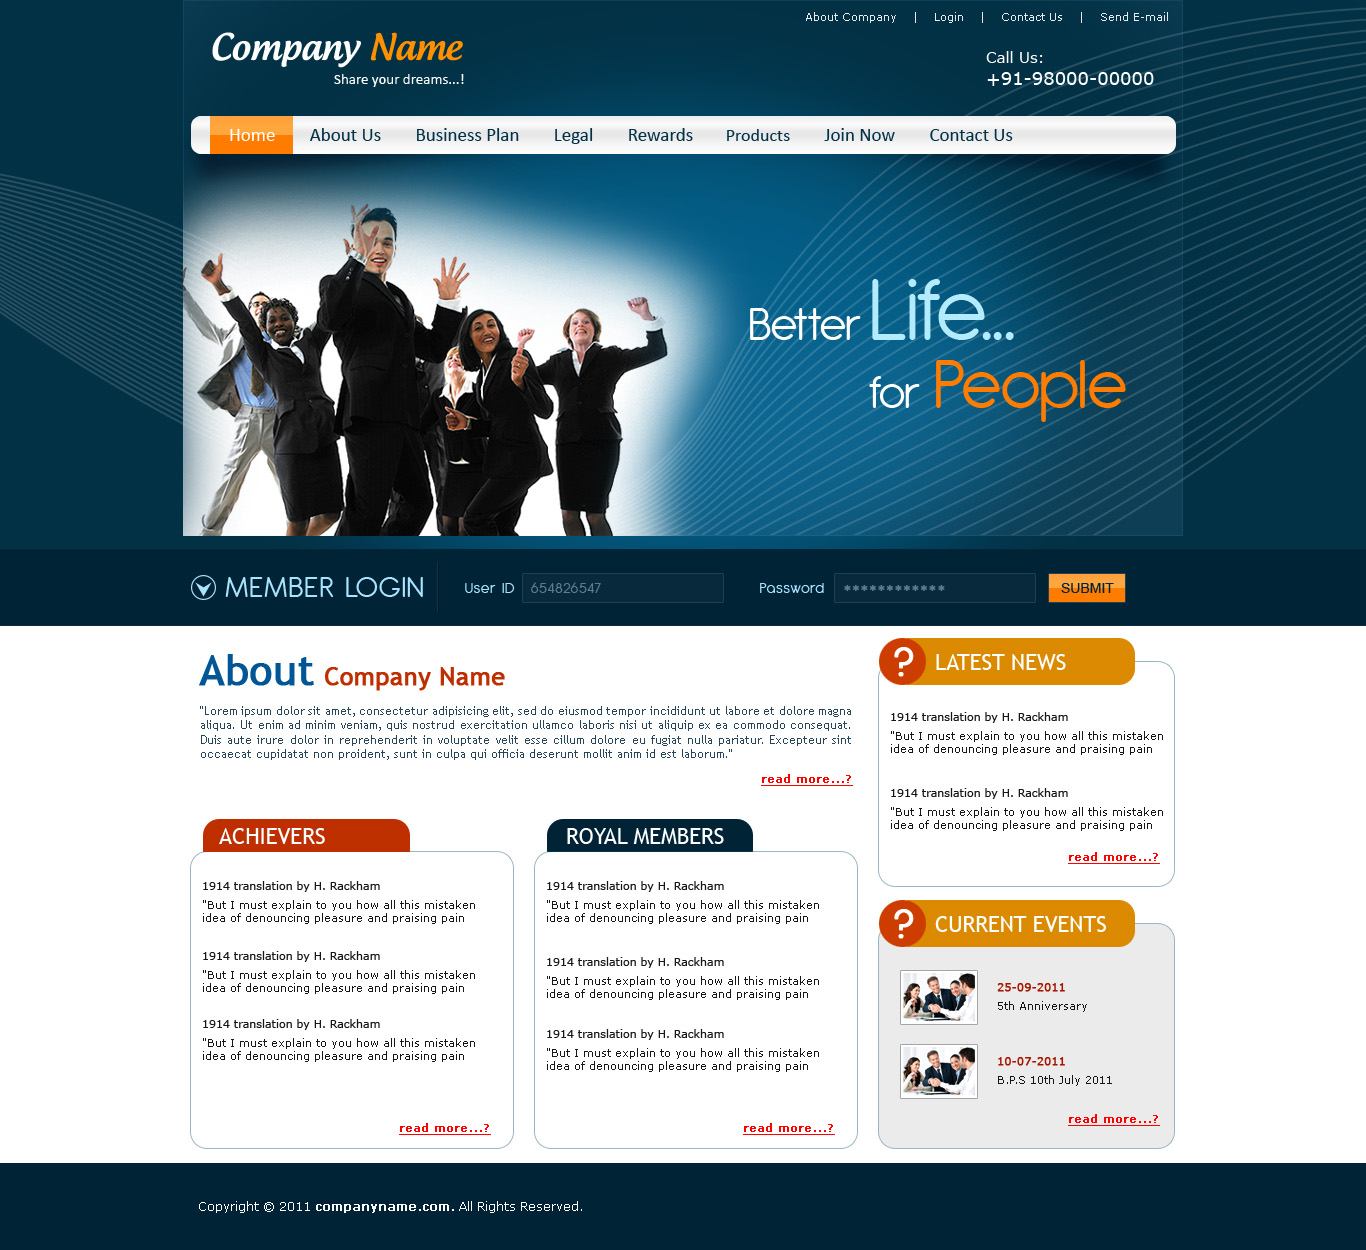 About Company | Login | Contact Us | Send E-mail
Company Name
Share your dreams...!
Call Us:
+91-98000-00000
Home About Us Business Plan Legal Rewards Products Join Now Contact Us
Better Life...
for People
MEMBER LOGIN User ID 654826547 Password ************ SUBMIT
About Company Name
"Lorem ipsum dolor sit amet, consectetur adipisicing elit, sed do eiusmod tempor incididunt ut labore et dolore magna
aliqua. Ut enim ad minim veniam, quis nostrud exercitation ullamco laboris nisi ut aliquip ex ea commodo consequat.
Duis aute irure dolor in reprehenderit in voluptate velit esse cillum dolore eu fugiat nulla pariatur. Excepteur sint
occaecat cupidatat non proident, sunt in culpa qui officia deserunt mollit anim id est laborum."
read more...?
ACHIEVERS
1914 translation by H. Rackham
"But I must explain to you how all this mistaken
idea of denouncing pleasure and praising pain
1914 translation by H. Rackham
"But I must explain to you how all this mistaken
idea of denouncing pleasure and praising pain
1914 translation by H. Rackham
"But I must explain to you how all this mistaken
idea of denouncing pleasure and praising pain
read more...?
ROYAL MEMBERS
1914 translation by H. Rackham
"But I must explain to you how all this mistaken
idea of denouncing pleasure and praising pain
1914 translation by H. Rackham
"But I must explain to you how all this mistaken
idea of denouncing pleasure and praising pain
1914 translation by H. Rackham
"But I must explain to you how all this mistaken
idea of denouncing pleasure and praising pain
read more...?
? LATEST NEWS
1914 translation by H. Rackham
"But I must explain to you how all this mistaken
idea of denouncing pleasure and praising pain
1914 translation by H. Rackham
"But I must explain to you how all this mistaken
idea of denouncing pleasure and praising pain
read more...?
? CURRENT EVENTS
25-09-2011
5th Anniversary
10-07-2011
B.P.S 10th July 2011
read more...?
Copyright © 2011 companyname.com. All Rights Reserved.